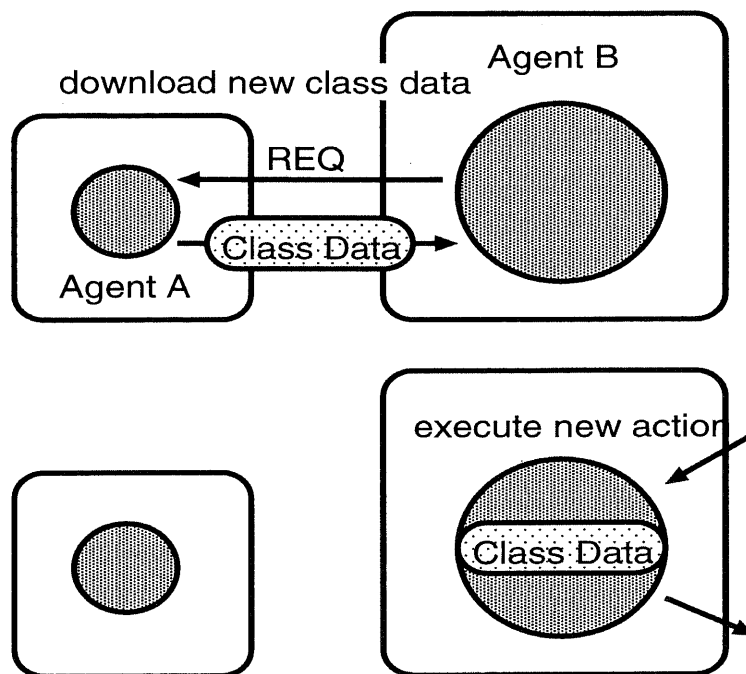 Agent B
download new class data
REQ
Class Data
Agent A
execute new action
Class Data